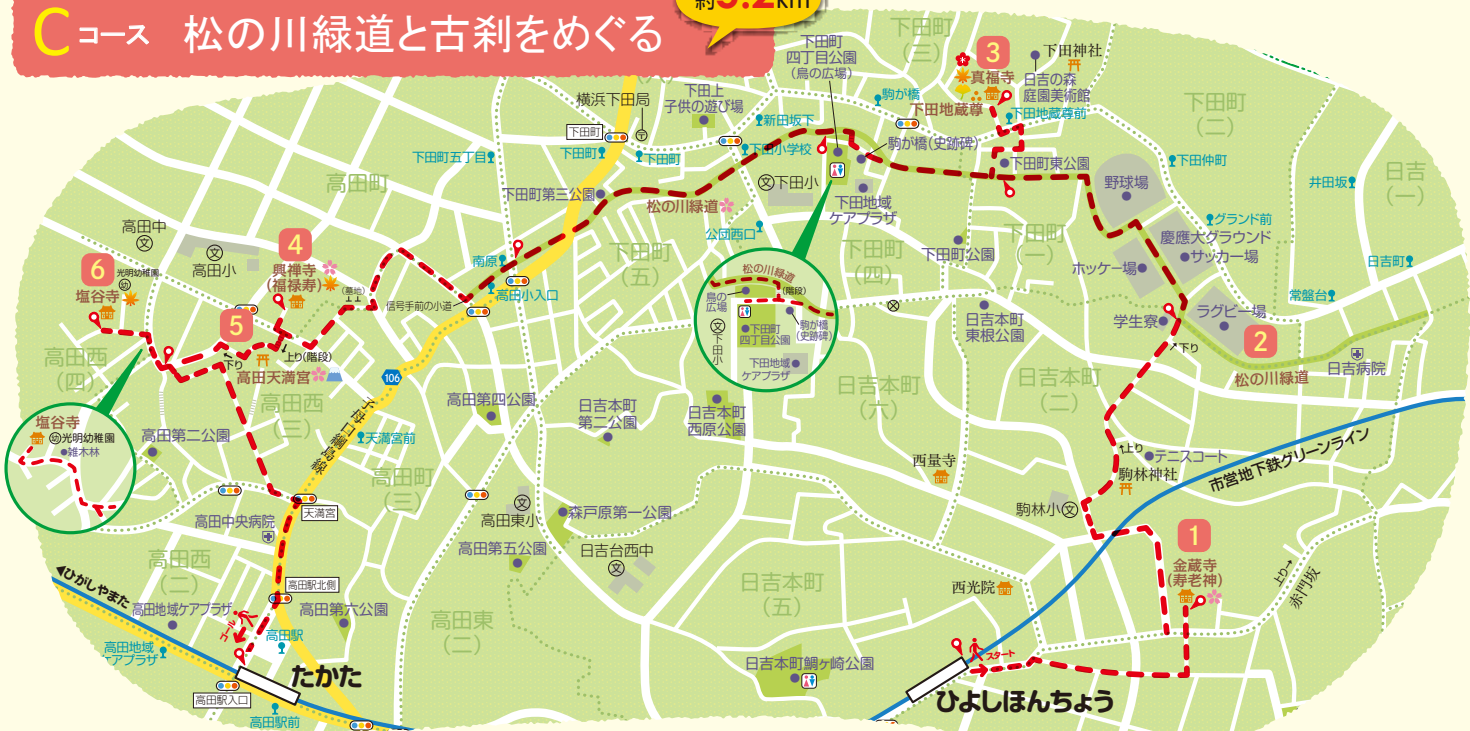 Cコース 松の川緑道と古刹をめぐる
約5.2km
下田町
四丁目公園
(鳥の広場)
下田町
(三)
3
真福寺
下田地蔵尊
下田神社
日吉の森
庭園美術館
下田地蔵尊前
下田町
(二)
横浜下田局
下田上
子供の遊び場
新田坂下
駒が橋
下田町
下田町
下田町
下田町五丁目
下田小学校
駒が橋(史跡碑)
下田町東公園
下田仲町
井田坂
日吉
(一)
高田町
下田町第三公園
松の川緑道
下田小
下田地域
ケアプラザ
野球場
グランド前
慶應大グラウンド
サッカー場
ホッケー場
日吉町
常盤台
高田中
高田小
4
興禅寺
(福禄寿)
(墓地)
南原
高田小入口
信号手前の小道
下田町
(五)
公団西口
下田町
(四)
下田町公園
下田町
(一)
6
光明幼稚園
塩谷寺
5
下り
上り(階段)
高田天満宮
松の川緑道
鳥の
広場
(階段)
下田小
下田町
四丁目公園
駒が橋
(史跡碑)
下田地域
ケアプラザ
日吉本町
東根公園
学生寮
ラグビー場
下り
2
松の川緑道
日吉病院
高田西
(四)
高田西
(三)
106
子母口綱島線
天満宮前
高田第四公園
日吉本町
第二公園
日吉本町
西原公園
日吉本町
(六)
日吉本町
(二)
塩谷寺
光明幼稚園
雑木林
高田第二公園
高田町
(三)
西量寺
上り
テニスコート
駒林神社
市営地下鉄グリーンライン
天満宮
高田中央病院
高田東小
森戸原第一公園
駒林小
高田西
(二)
高田第五公園
日吉台西中
1
金蔵寺
(寿老神)
上り
赤門坂
ひがしやまた
高田駅北側
高田地域ケアプラザ
高田第六公園
高田東
(二)
日吉本町
(五)
西光院
ゴール
高田駅
高田地域
ケアプラザ
たかた
高田駅入口
高田駅前
日吉本町鯛ヶ崎公園
スタート
ひよしほんちょう